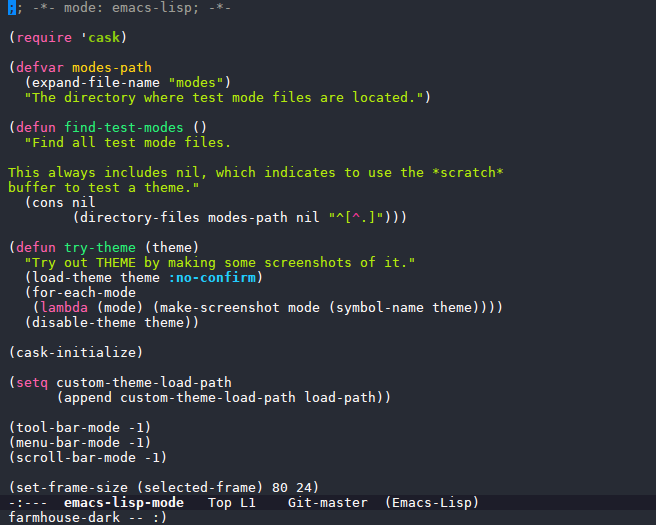 ;; -*- mode: emacs-lisp; -*-

(require 'cask)

(defvar modes-path
  (expand-file-name "modes")
  "The directory where test mode files are located.")

(defun find-test-modes ()
  "Find all test mode files.

This always includes nil, which indicates to use the *scratch*
buffer to test a theme."
  (cons nil
        (directory-files modes-path nil "^[^.]")))

(defun try-theme (theme)
  "Try out THEME by making some screenshots of it."
  (load-theme theme :no-confirm)
  (for-each-mode
   (lambda (mode) (make-screenshot mode (symbol-name theme))))
  (disable-theme theme))

(cask-initialize)

(setq custom-theme-load-path
      (append custom-theme-load-path load-path))

(tool-bar-mode -1)
(menu-bar-mode -1)
(scroll-bar-mode -1)

(set-frame-size (selected-frame) 80 24)
-:---  emacs-lisp-mode   Top L1    Git-master  (Emacs-Lisp)
farmhouse-dark -- :)